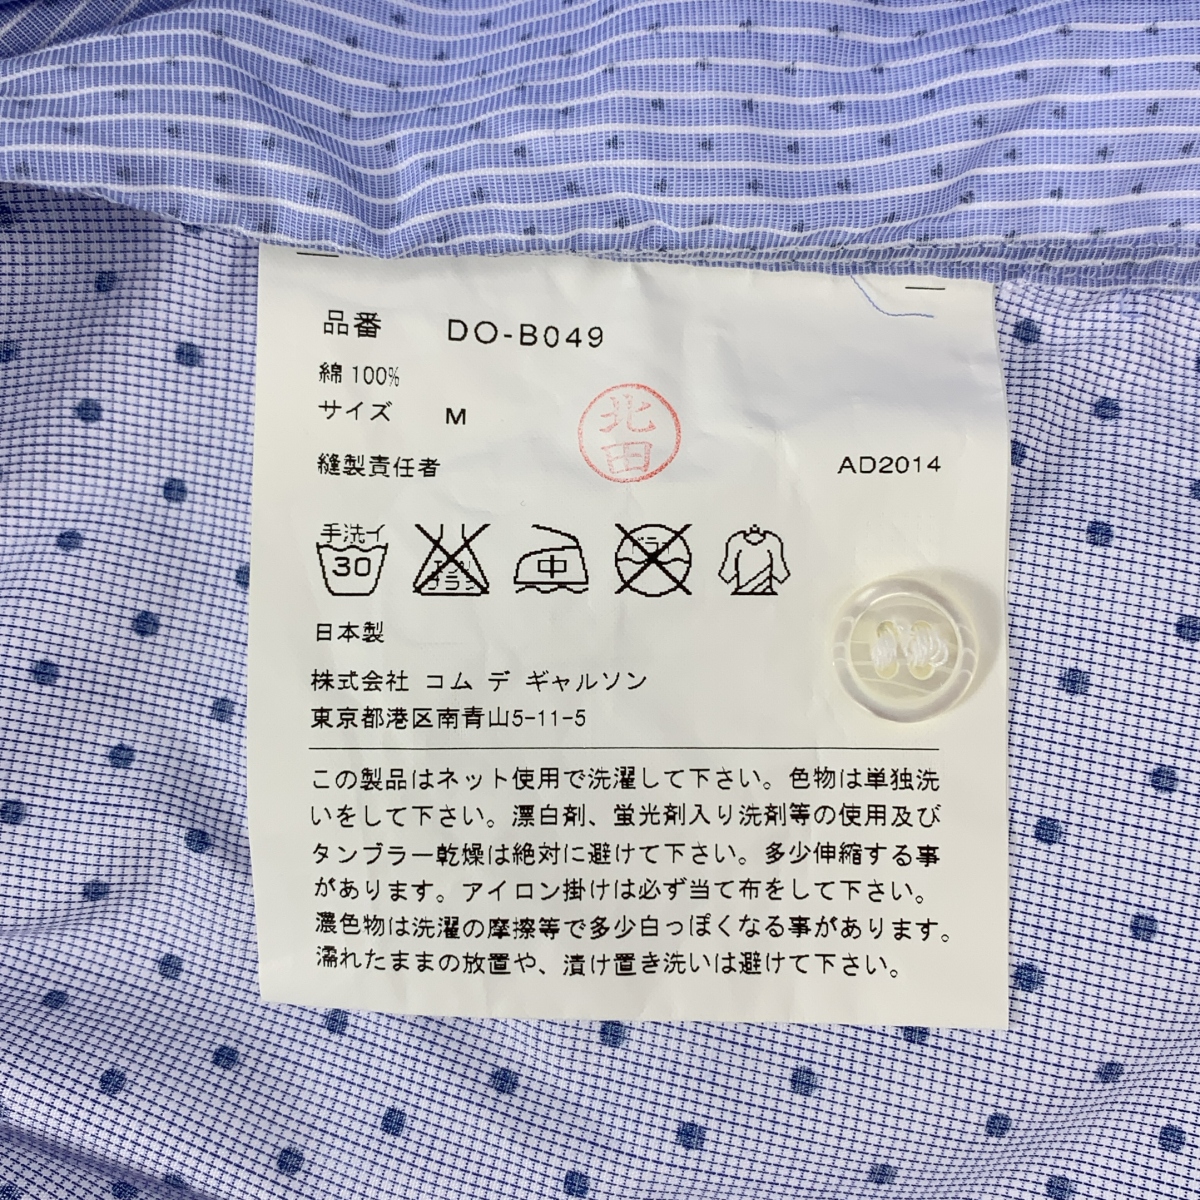 品番 DO-B049
綿 100%
サイズ M
北田
縫製責任者 AD2014
手洗イ
30 エンソ サラシ 中 ドライ
日本製
株式会社 コム デ ギャルソン
東京都港区南青山5-11-5
この製品はネット使用で洗濯して下さい。色物は単独洗
いをして下さい。漂白剤、蛍光剤入り洗剤等の使用及び
タンブラー乾燥は絶対に避けて下さい。多少伸縮する事
があります。アイロン掛けは必ず当て布をして下さい。
濃色物は洗濯の摩擦等で多少白っぽくなる事があります。
濡れたままの放置や、漬け置き洗いは避けて下さい。